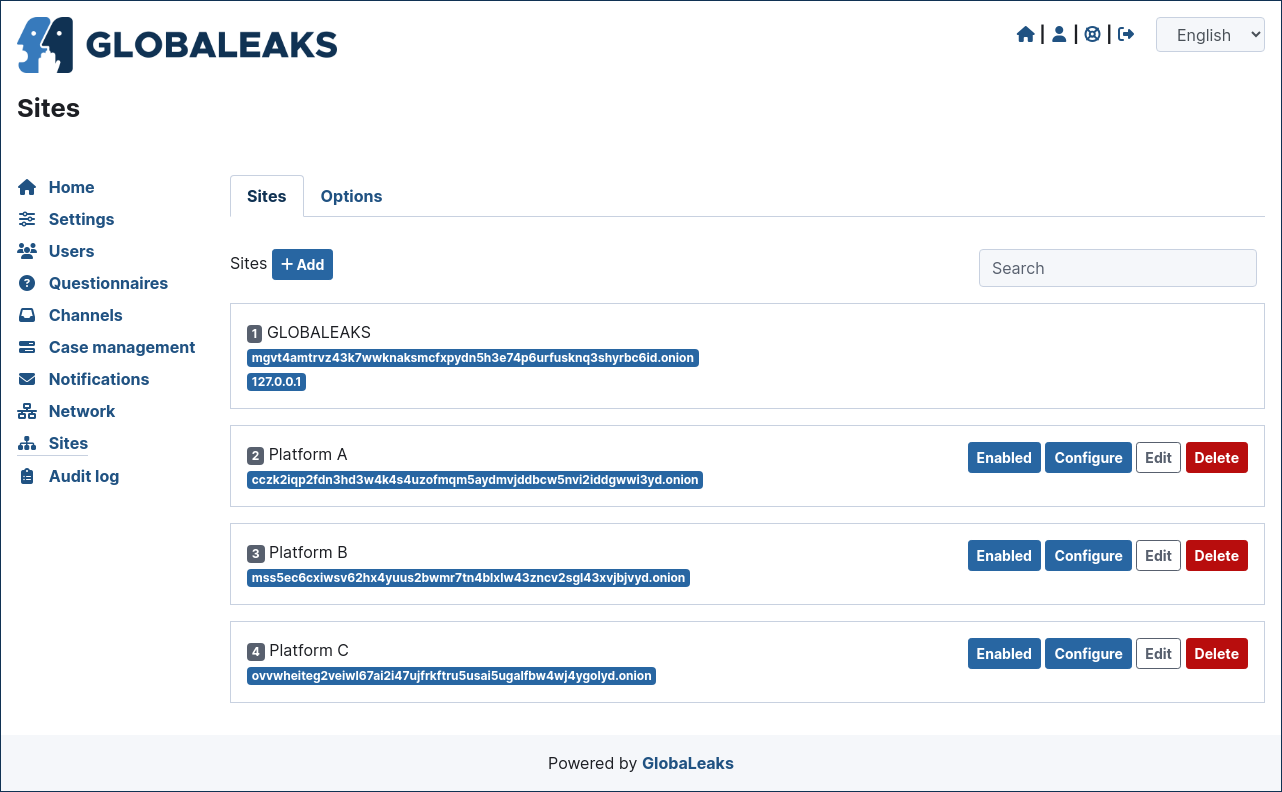 GLOBALEAKS
English
Sites
Home
Settings
Users
Questionnaires
Channels
Case management
Notifications
Network
Sites
Audit log
Sites Options
Sites + Add Search
1 GLOBALEAKS
mgvt4amtrvz43k7wwknaksmcfxpydn5h3e74p6urfusknq3shyrbc6id.onion
127.0.0.1
2 Platform A Enabled Configure Edit Delete
cczk2iqp2fdn3hd3w4k4s4uzofmqm5aydmvjddbcw5nvi2iddgwwi3yd.onion
3 Platform B Enabled Configure Edit Delete
mss5ec6cxiwsv62hx4yuus2bwmr7tn4blxlw43zncv2sgl43xvjbjvyd.onion
4 Platform C Enabled Configure Edit Delete
ovvwheiteg2veiwl67ai2i47ujfrkftru5usai5ugalfbw4wj4ygolyd.onion
Powered by GlobaLeaks